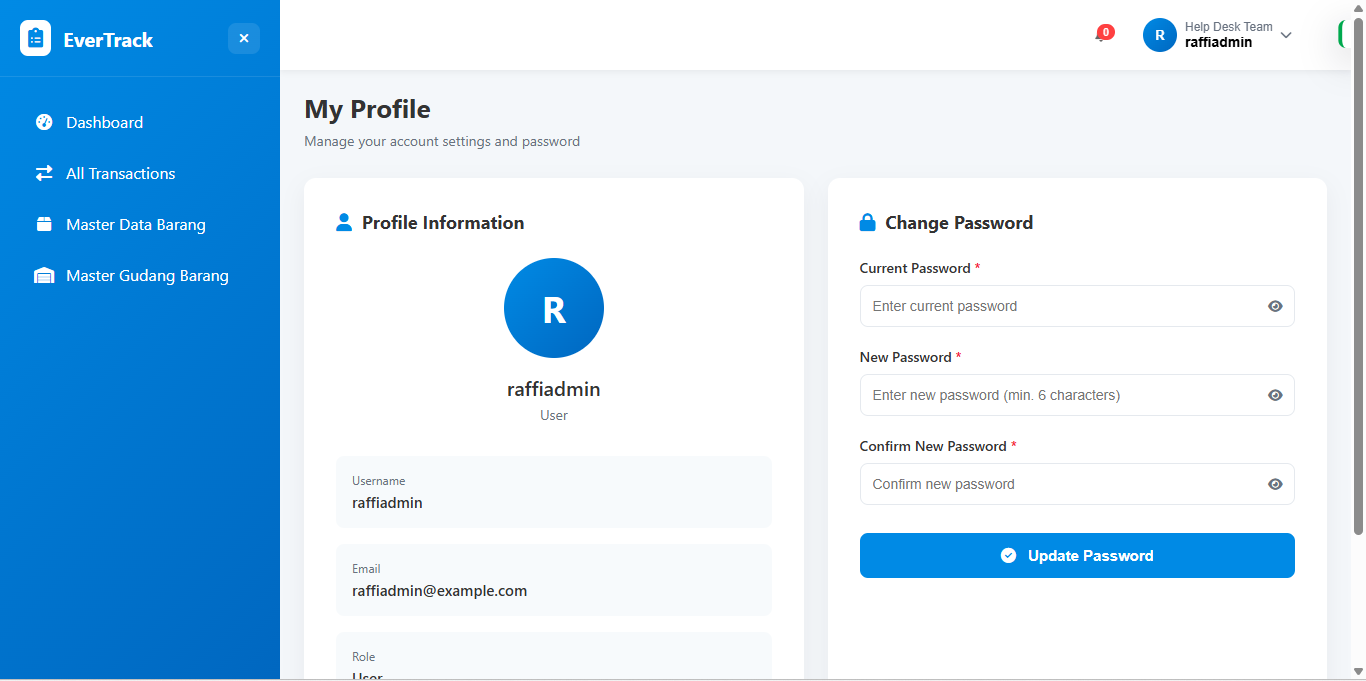 EverTrack
Dashboard
All Transactions
Master Data Barang
Master Gudang Barang
0
R
Help Desk Team
raffiadmin
My Profile
Manage your account settings and password
Profile Information
R
raffiadmin
User
Username
raffiadmin
Email
raffiadmin@example.com
Role
User
Change Password
Current Password *
Enter current password
New Password *
Enter new password (min. 6 characters)
Confirm New Password *
Confirm new password
Update Password